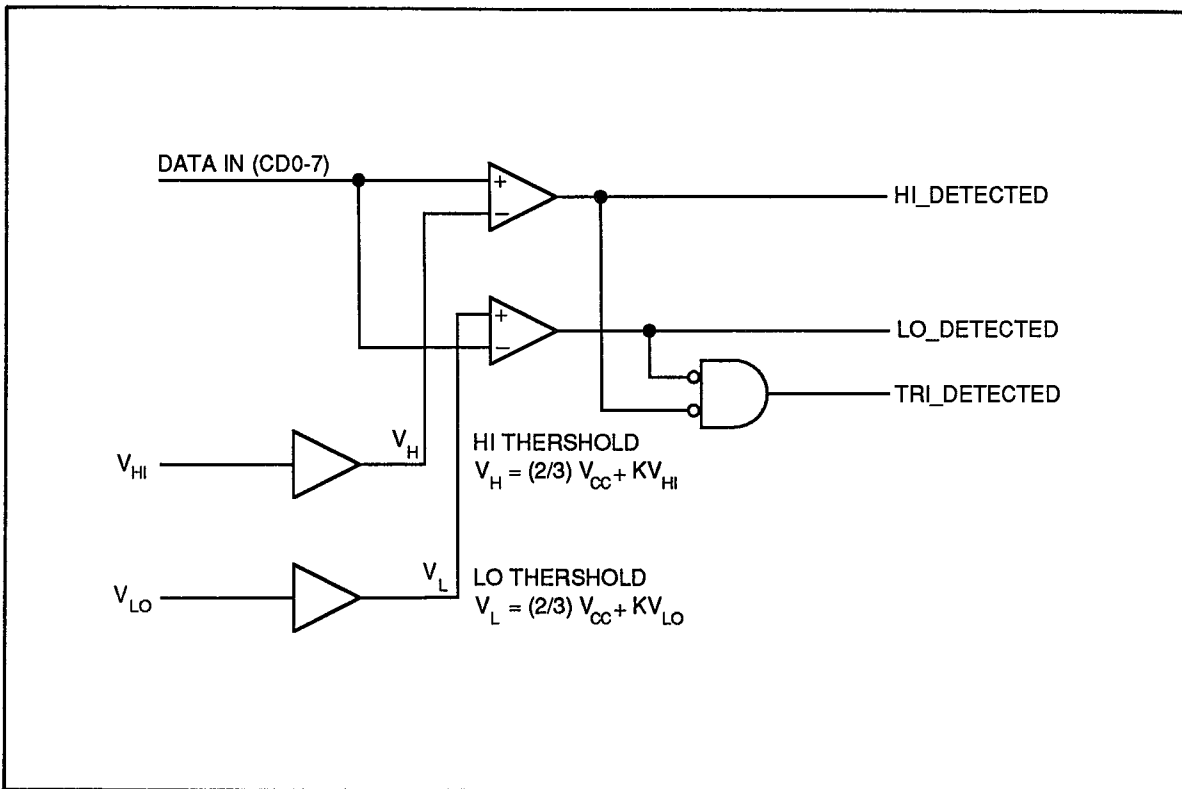 DATA IN (CD0-7)
+
−
HI_DETECTED
+
−
LO_DETECTED
TRI_DETECTED
V_HI
V_H
HI THERSHOLD
V_H = (2/3) V_CC + KV_HI
V_LO
V_L
LO THERSHOLD
V_L = (2/3) V_CC + KV_LO